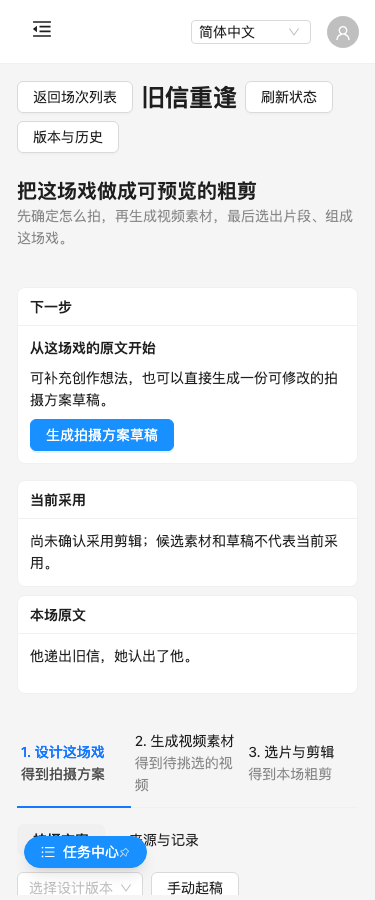 简体中文
返回场次列表
旧信重逢
刷新状态
版本与历史
把这场戏做成可预览的粗剪
先确定怎么拍，再生成视频素材，最后选出片段、组成
这场戏。
下一步
从这场戏的原文开始
可补充创作想法，也可以直接生成一份可修改的拍
摄方案草稿。
生成拍摄方案草稿
当前采用
尚未确认采用剪辑；候选素材和草稿不代表当前采
用。
本场原文
他递出旧信，她认出了他。
1. 设计这场戏
得到拍摄方案
2. 生成视频素材
得到待挑选的视
频
3. 选片与剪辑
得到本场粗剪
来源与记录
任务中心
选择设计版本
手动起稿